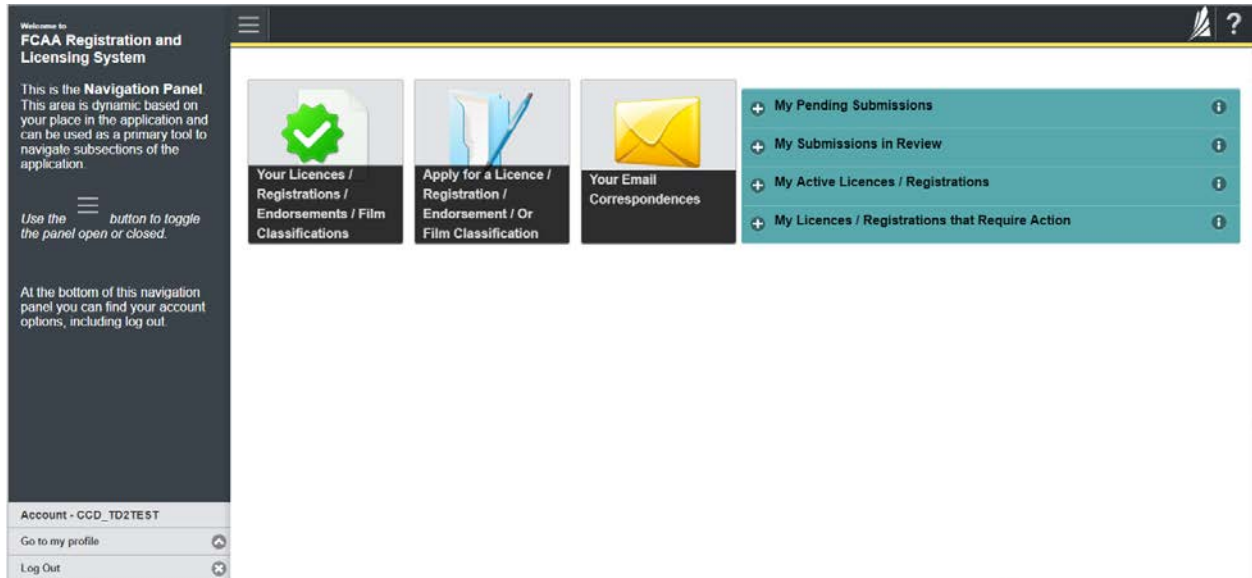 Welcome to
FCAA Registration and
Licensing System
This is the Navigation Panel.
This area is dynamic based on
your place in the application and
can be used as a primary tool to
navigate subsections of the
application.
Use the button to toggle
the panel open or closed.
At the bottom of this navigation
panel you can find your account
options, including log out.
Account - CCD_TD2TEST
Go to my profile
Log Out
?
Your Licences /
Registrations /
Endorsements / Film
Classifications
Apply for a Licence /
Registration /
Endorsement / Or
Film Classification
Your Email
Correspondences
My Pending Submissions
My Submissions in Review
My Active Licences / Registrations
My Licences / Registrations that Require Action